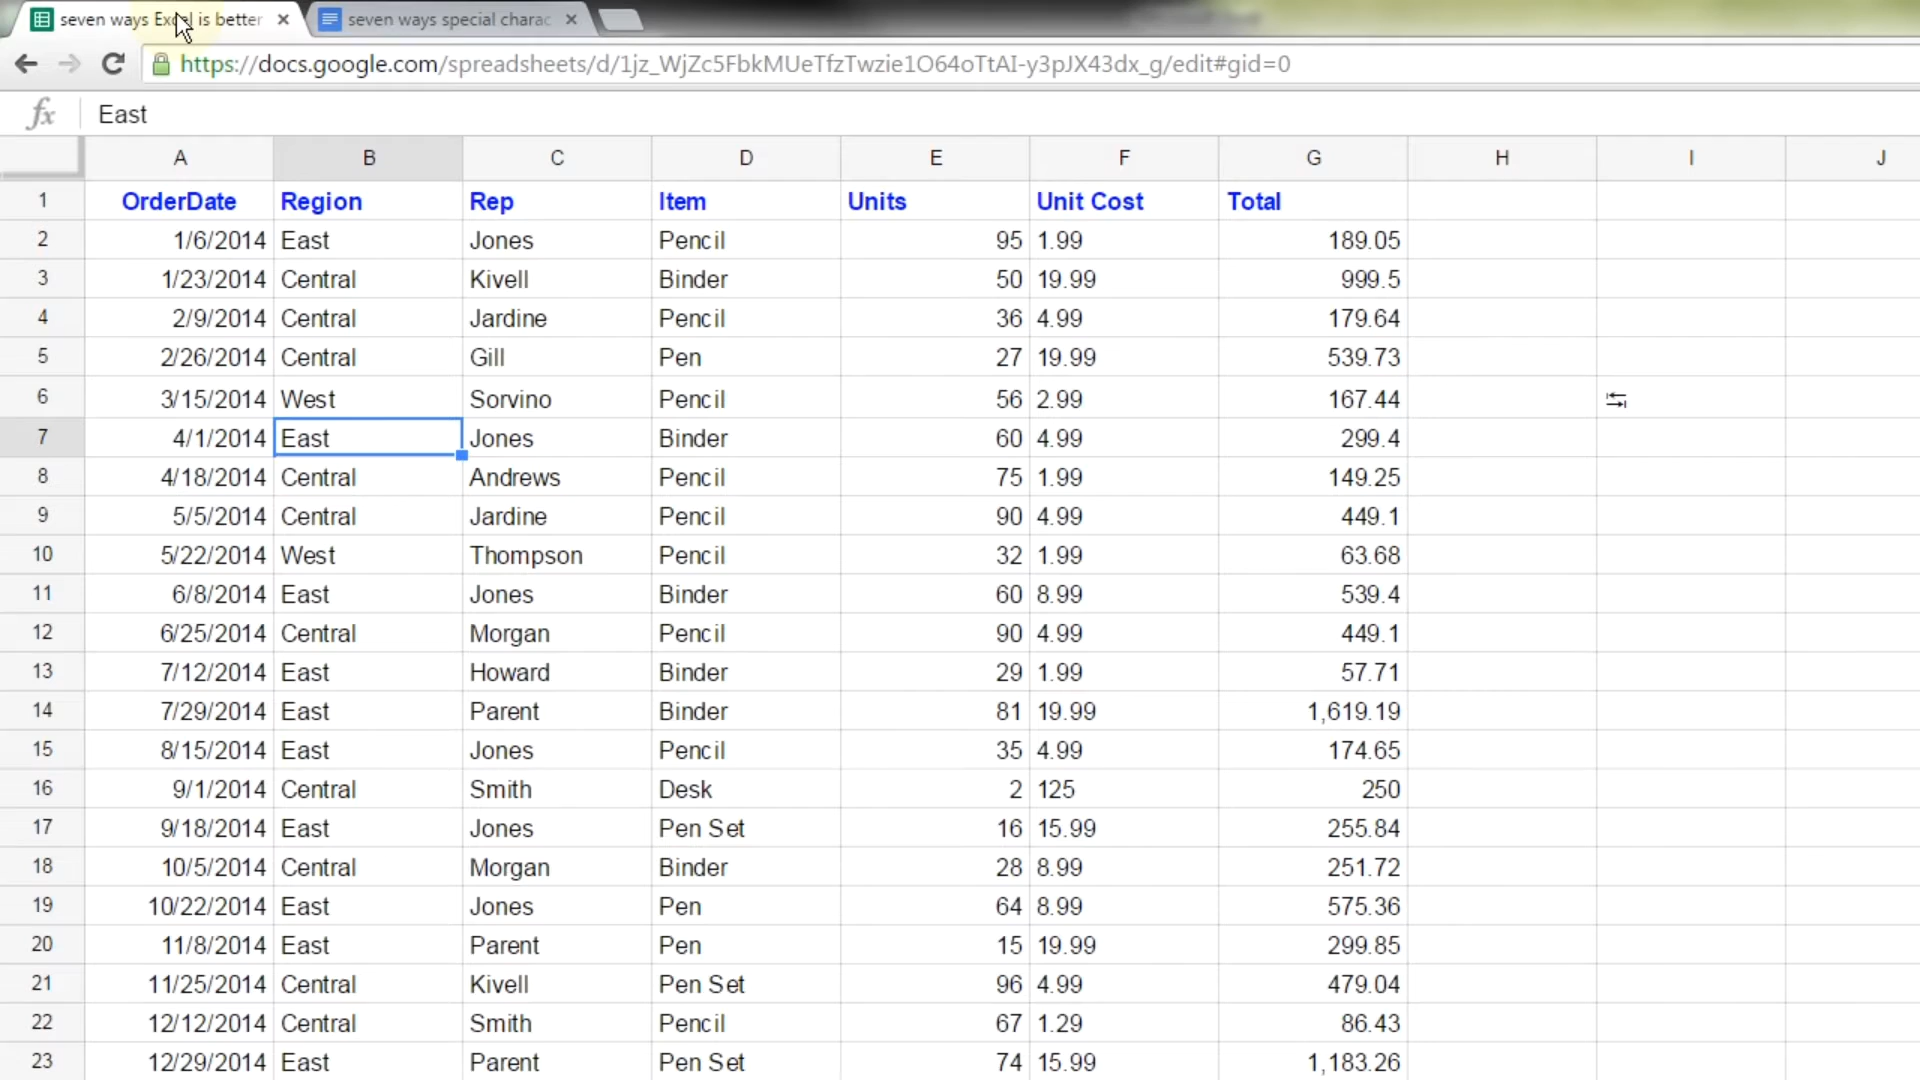 seven ways Excel is better × seven ways special charac ×
https://docs.google.com/spreadsheets/d/1jz_WjZc5FbkMUeTfzTwzie1O64oTtAI-y3pJX43dx_g/edit#gid=0
fx East
A B C D E F G H I J
1 OrderDate Region Rep Item Units Unit Cost Total
2 1/6/2014 East Jones Pencil 95 1.99 189.05
3 1/23/2014 Central Kivell Binder 50 19.99 999.5
4 2/9/2014 Central Jardine Pencil 36 4.99 179.64
5 2/26/2014 Central Gill Pen 27 19.99 539.73
6 3/15/2014 West Sorvino Pencil 56 2.99 167.44
7 4/1/2014 East Jones Binder 60 4.99 299.4
8 4/18/2014 Central Andrews Pencil 75 1.99 149.25
9 5/5/2014 Central Jardine Pencil 90 4.99 449.1
10 5/22/2014 West Thompson Pencil 32 1.99 63.68
11 6/8/2014 East Jones Binder 60 8.99 539.4
12 6/25/2014 Central Morgan Pencil 90 4.99 449.1
13 7/12/2014 East Howard Binder 29 1.99 57.71
14 7/29/2014 East Parent Binder 81 19.99 1,619.19
15 8/15/2014 East Jones Pencil 35 4.99 174.65
16 9/1/2014 Central Smith Desk 2 125 250
17 9/18/2014 East Jones Pen Set 16 15.99 255.84
18 10/5/2014 Central Morgan Binder 28 8.99 251.72
19 10/22/2014 East Jones Pen 64 8.99 575.36
20 11/8/2014 East Parent Pen 15 19.99 299.85
21 11/25/2014 Central Kivell Pen Set 96 4.99 479.04
22 12/12/2014 Central Smith Pencil 67 1.29 86.43
23 12/29/2014 East Parent Pen Set 74 15.99 1,183.26